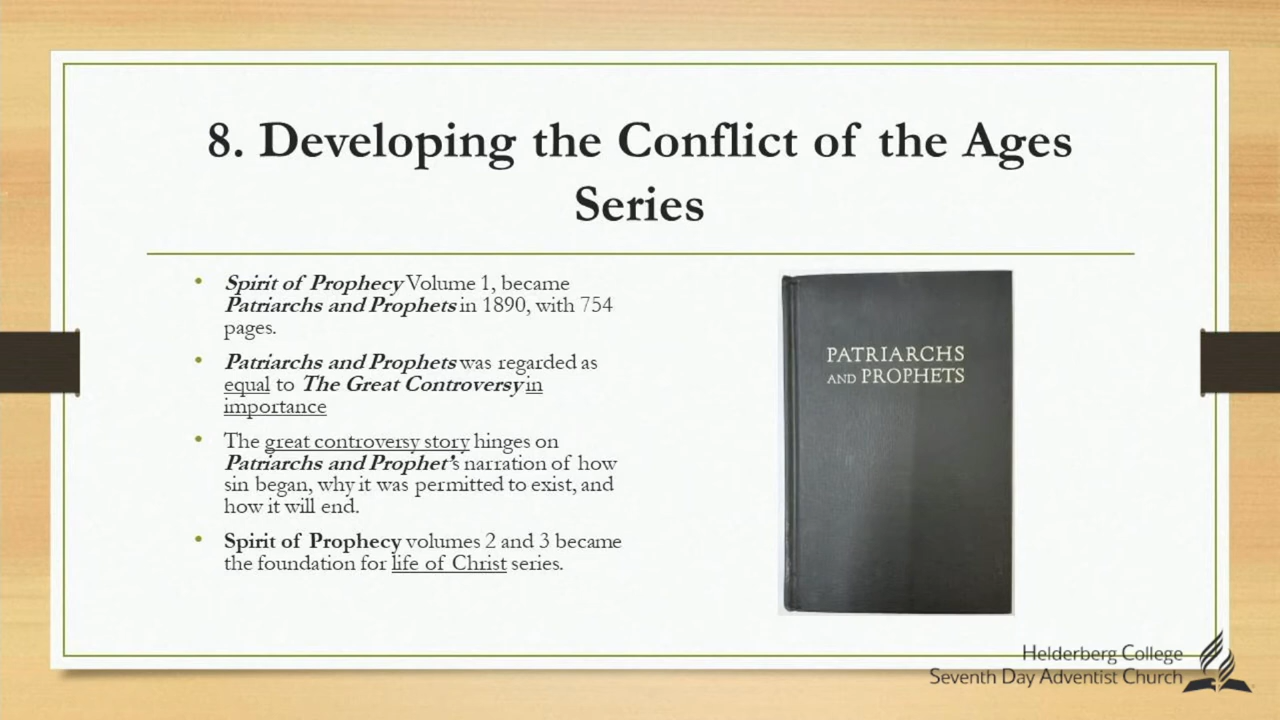 8. Developing the Conflict of the Ages
Series
• Spirit of Prophecy Volume 1, became
Patriarchs and Prophets in 1890, with 754
pages.
• Patriarchs and Prophets was regarded as
equal to The Great Controversy in
importance
• The great controversy story hinges on
Patriarchs and Prophet's narration of how
sin began, why it was permitted to exist, and
how it will end.
• Spirit of Prophecy volumes 2 and 3 became
the foundation for life of Christ series.
PATRIARCHS
AND PROPHETS
Helderberg College
Seventh Day Adventist Church